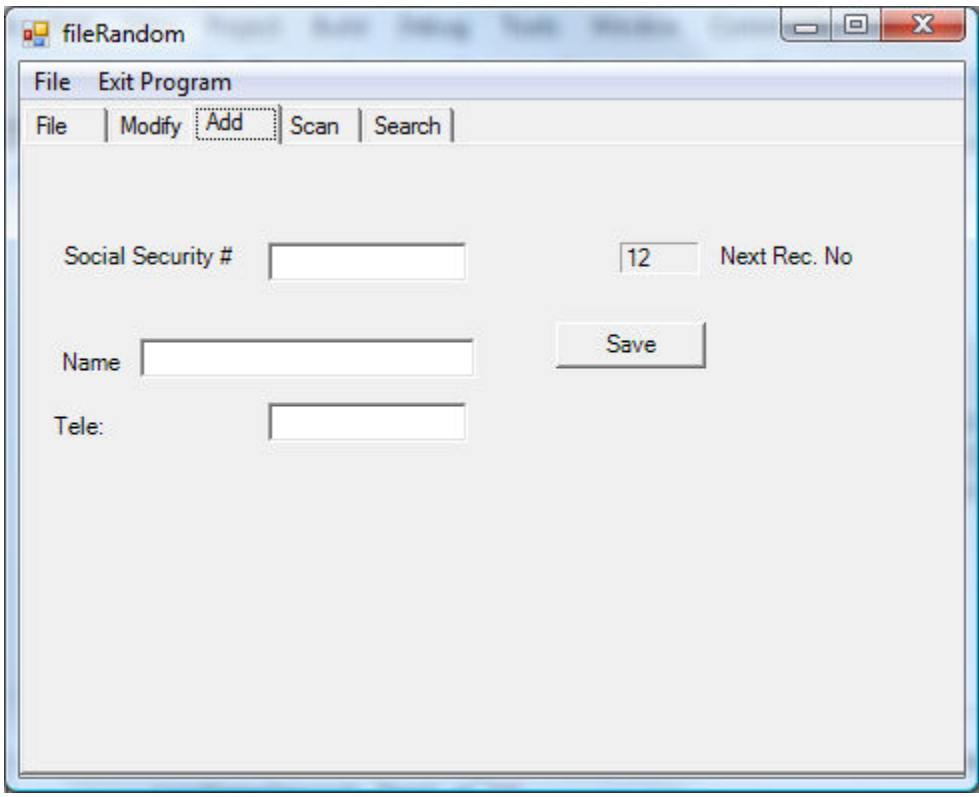 fileRandom
File Exit Program
File Modify Add Scan Search
Social Security # 12 Next Rec. No
Save
Name
Tele: